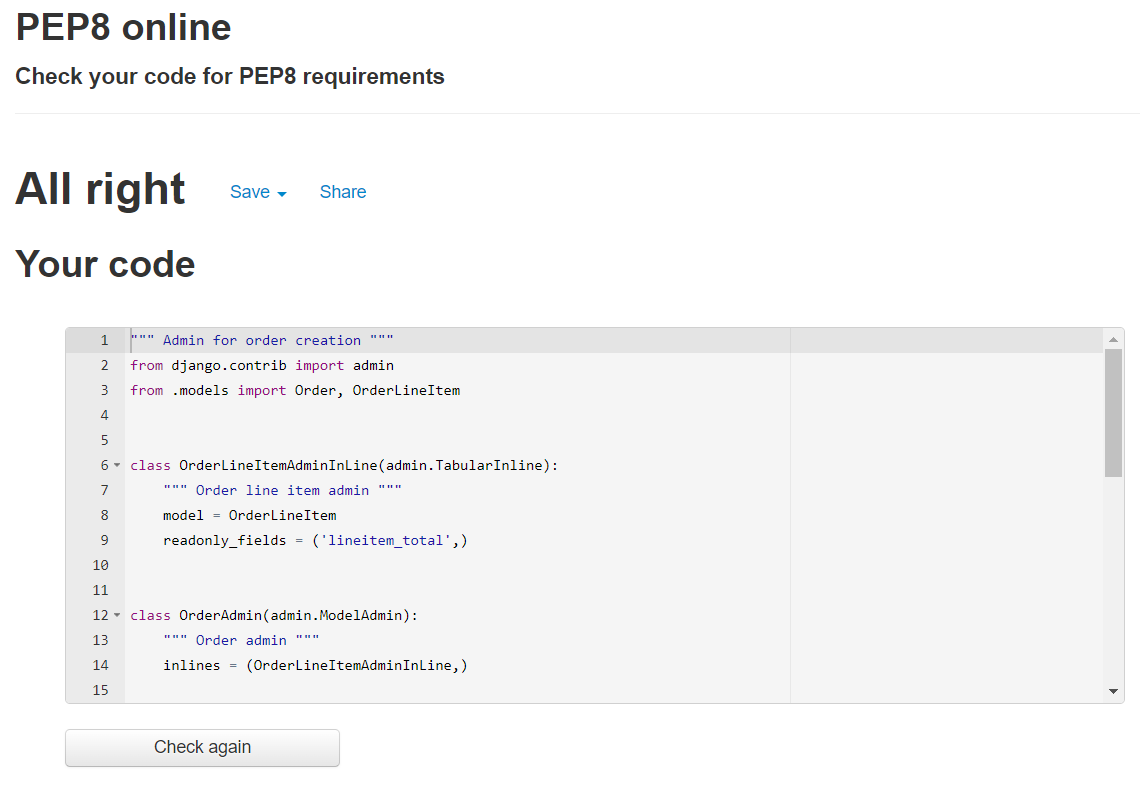 PEP8 online
Check your code for PEP8 requirements
All right Save Share
Your code
1 """ Admin for order creation """
2 from django.contrib import admin
3 from .models import Order, OrderLineItem
4
5
6 class OrderLineItemAdminInLine(admin.TabularInline):
7     """ Order line item admin """
8     model = OrderLineItem
9     readonly_fields = ('lineitem_total',)
10
11
12 class OrderAdmin(admin.ModelAdmin):
13     """ Order admin """
14     inlines = (OrderLineItemAdminInLine,)
15
Check again